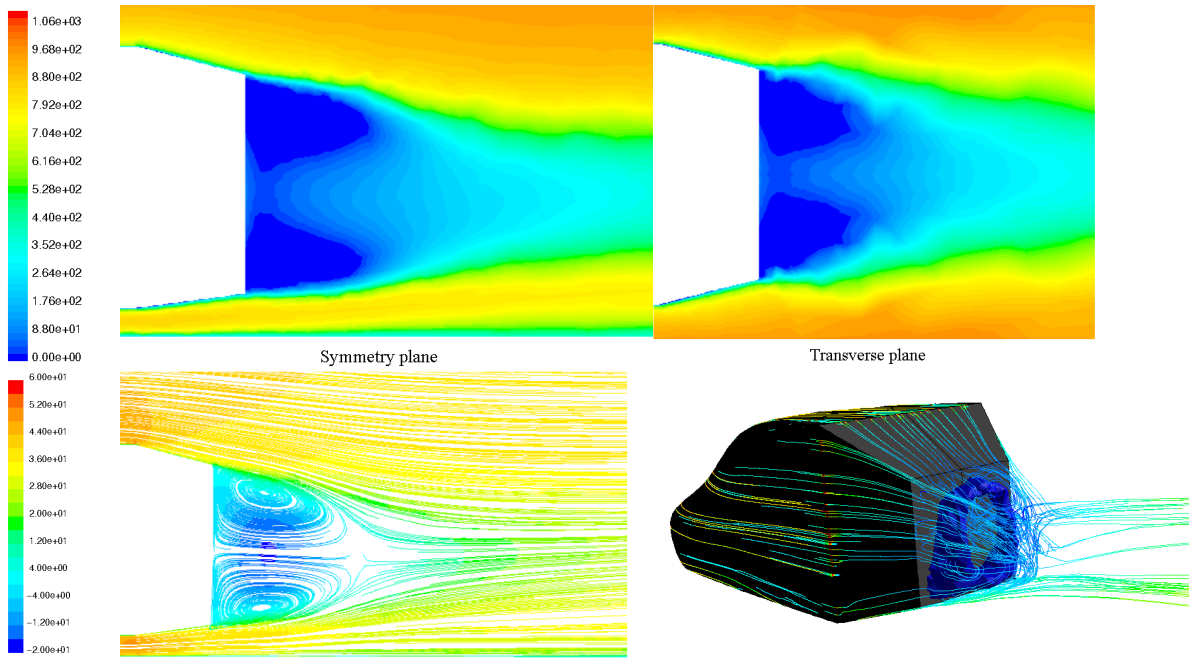 1.06e+03
9.68e+02
8.80e+02
7.92e+02
7.04e+02
6.16e+02
5.28e+02
4.40e+02
3.52e+02
2.64e+02
1.76e+02
8.80e+01
0.00e+00
Symmetry plane
Transverse plane
6.00e+01
5.20e+01
4.40e+01
3.60e+01
2.80e+01
2.00e+01
1.20e+01
4.00e+00
-4.00e+00
-1.20e+01
-2.00e+01